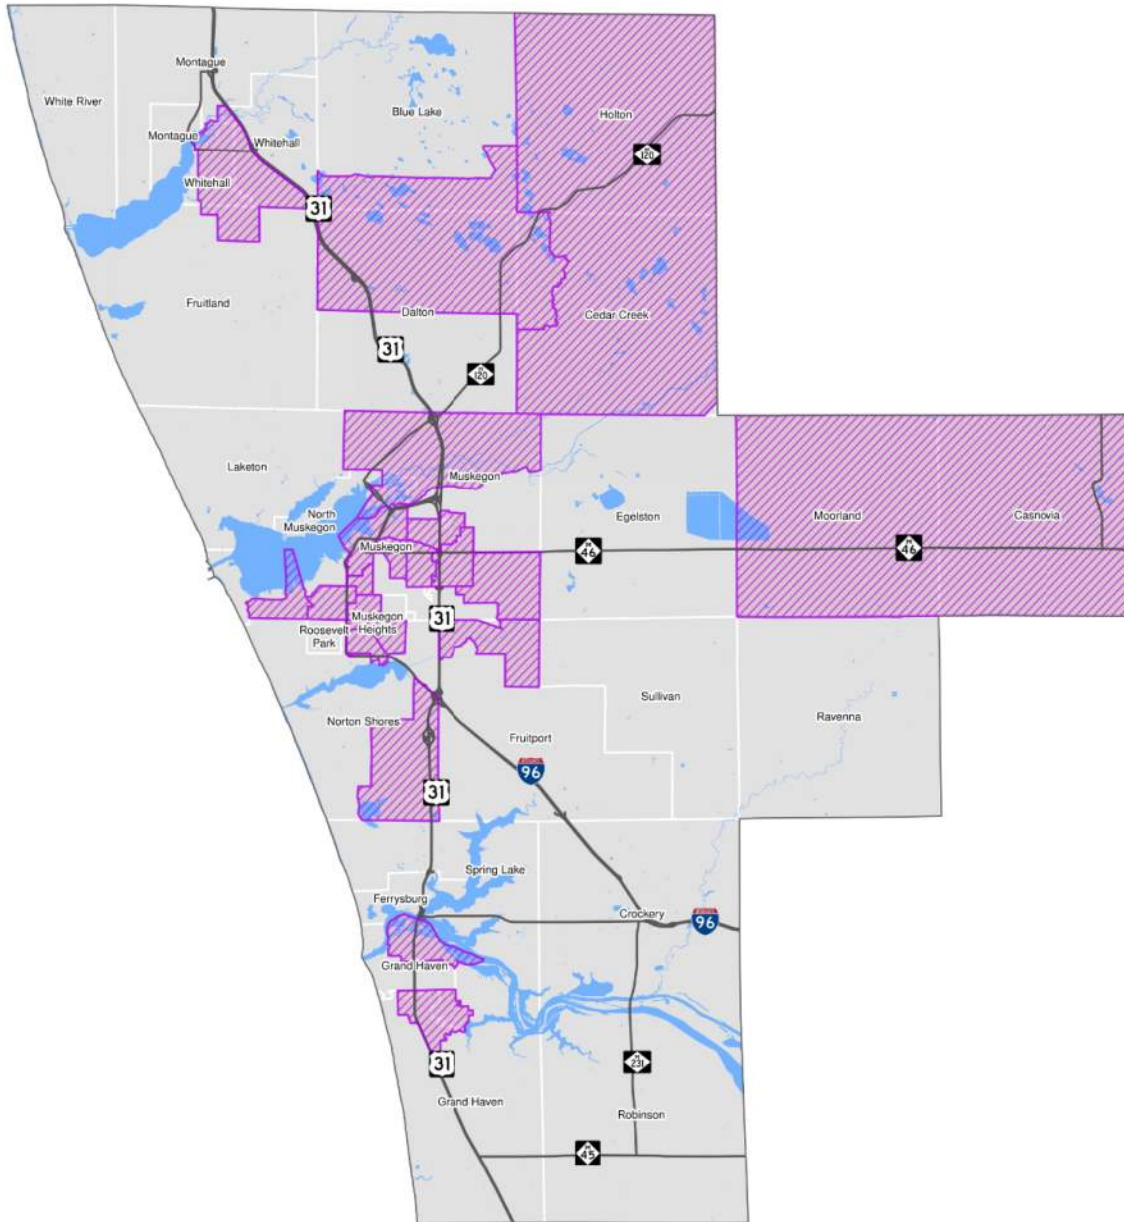 Montague
White River
Blue Lake
Holton
Montague
Whitehall
M
120
Whitehall
31
Fruitland
Dalton
Cedar Creek
31
M
120
Laketon
Muskegon
North
Muskegon
Egelston
Moorland
Casnovia
Muskegon
M
46
M
46
Muskegon
Heights
31
Roosevelt
Park
Sullivan
Norton Shores
Ravenna
Fruitport
96
31
Spring Lake
Ferrysburg
Crockery
96
Grand Haven
31
M
231
Grand Haven
Robinson
M
45